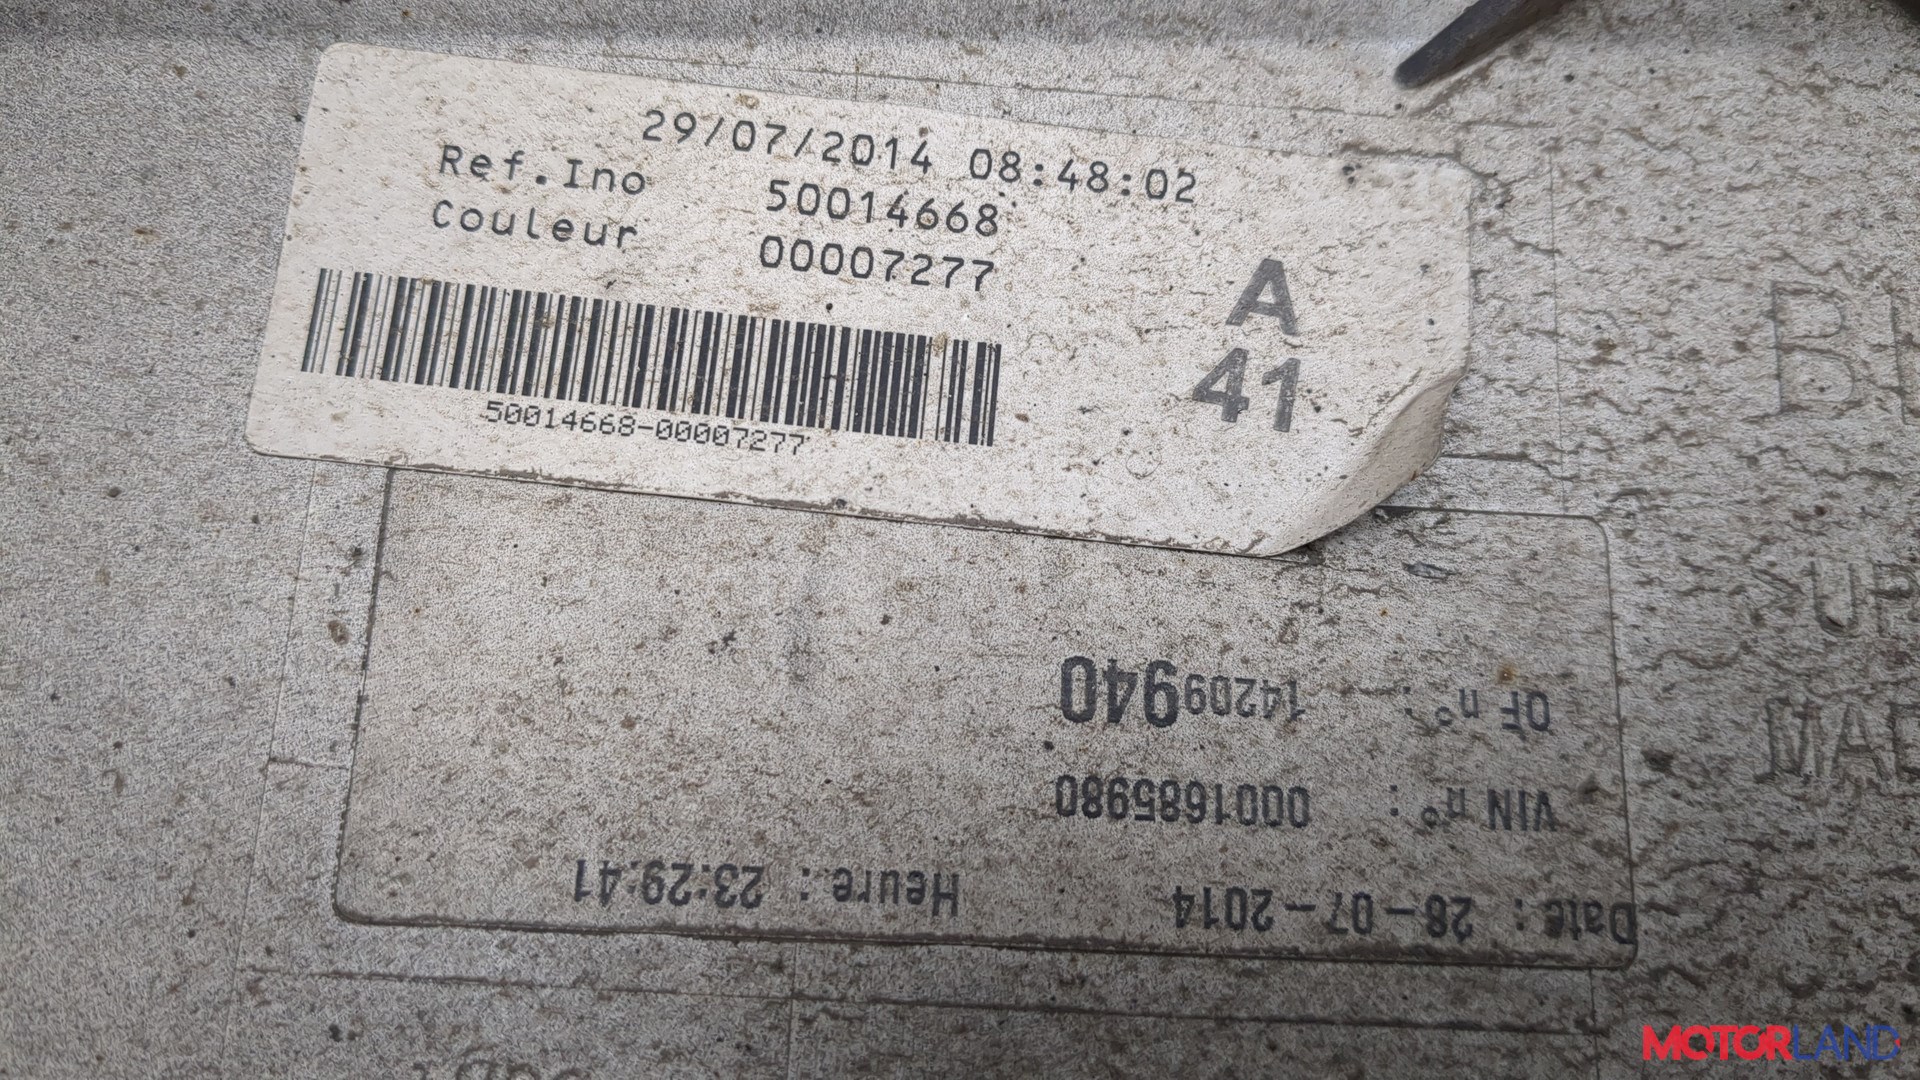 29/07/2014 08:48:02
Ref.Ino 50014668
Couleur 00007277
A
41
50014668-00007277
Date : 28-07-2014 Heure : 23:29:41
VIN n° : 0001685980
OF n° : 14209940
MOTORLAND